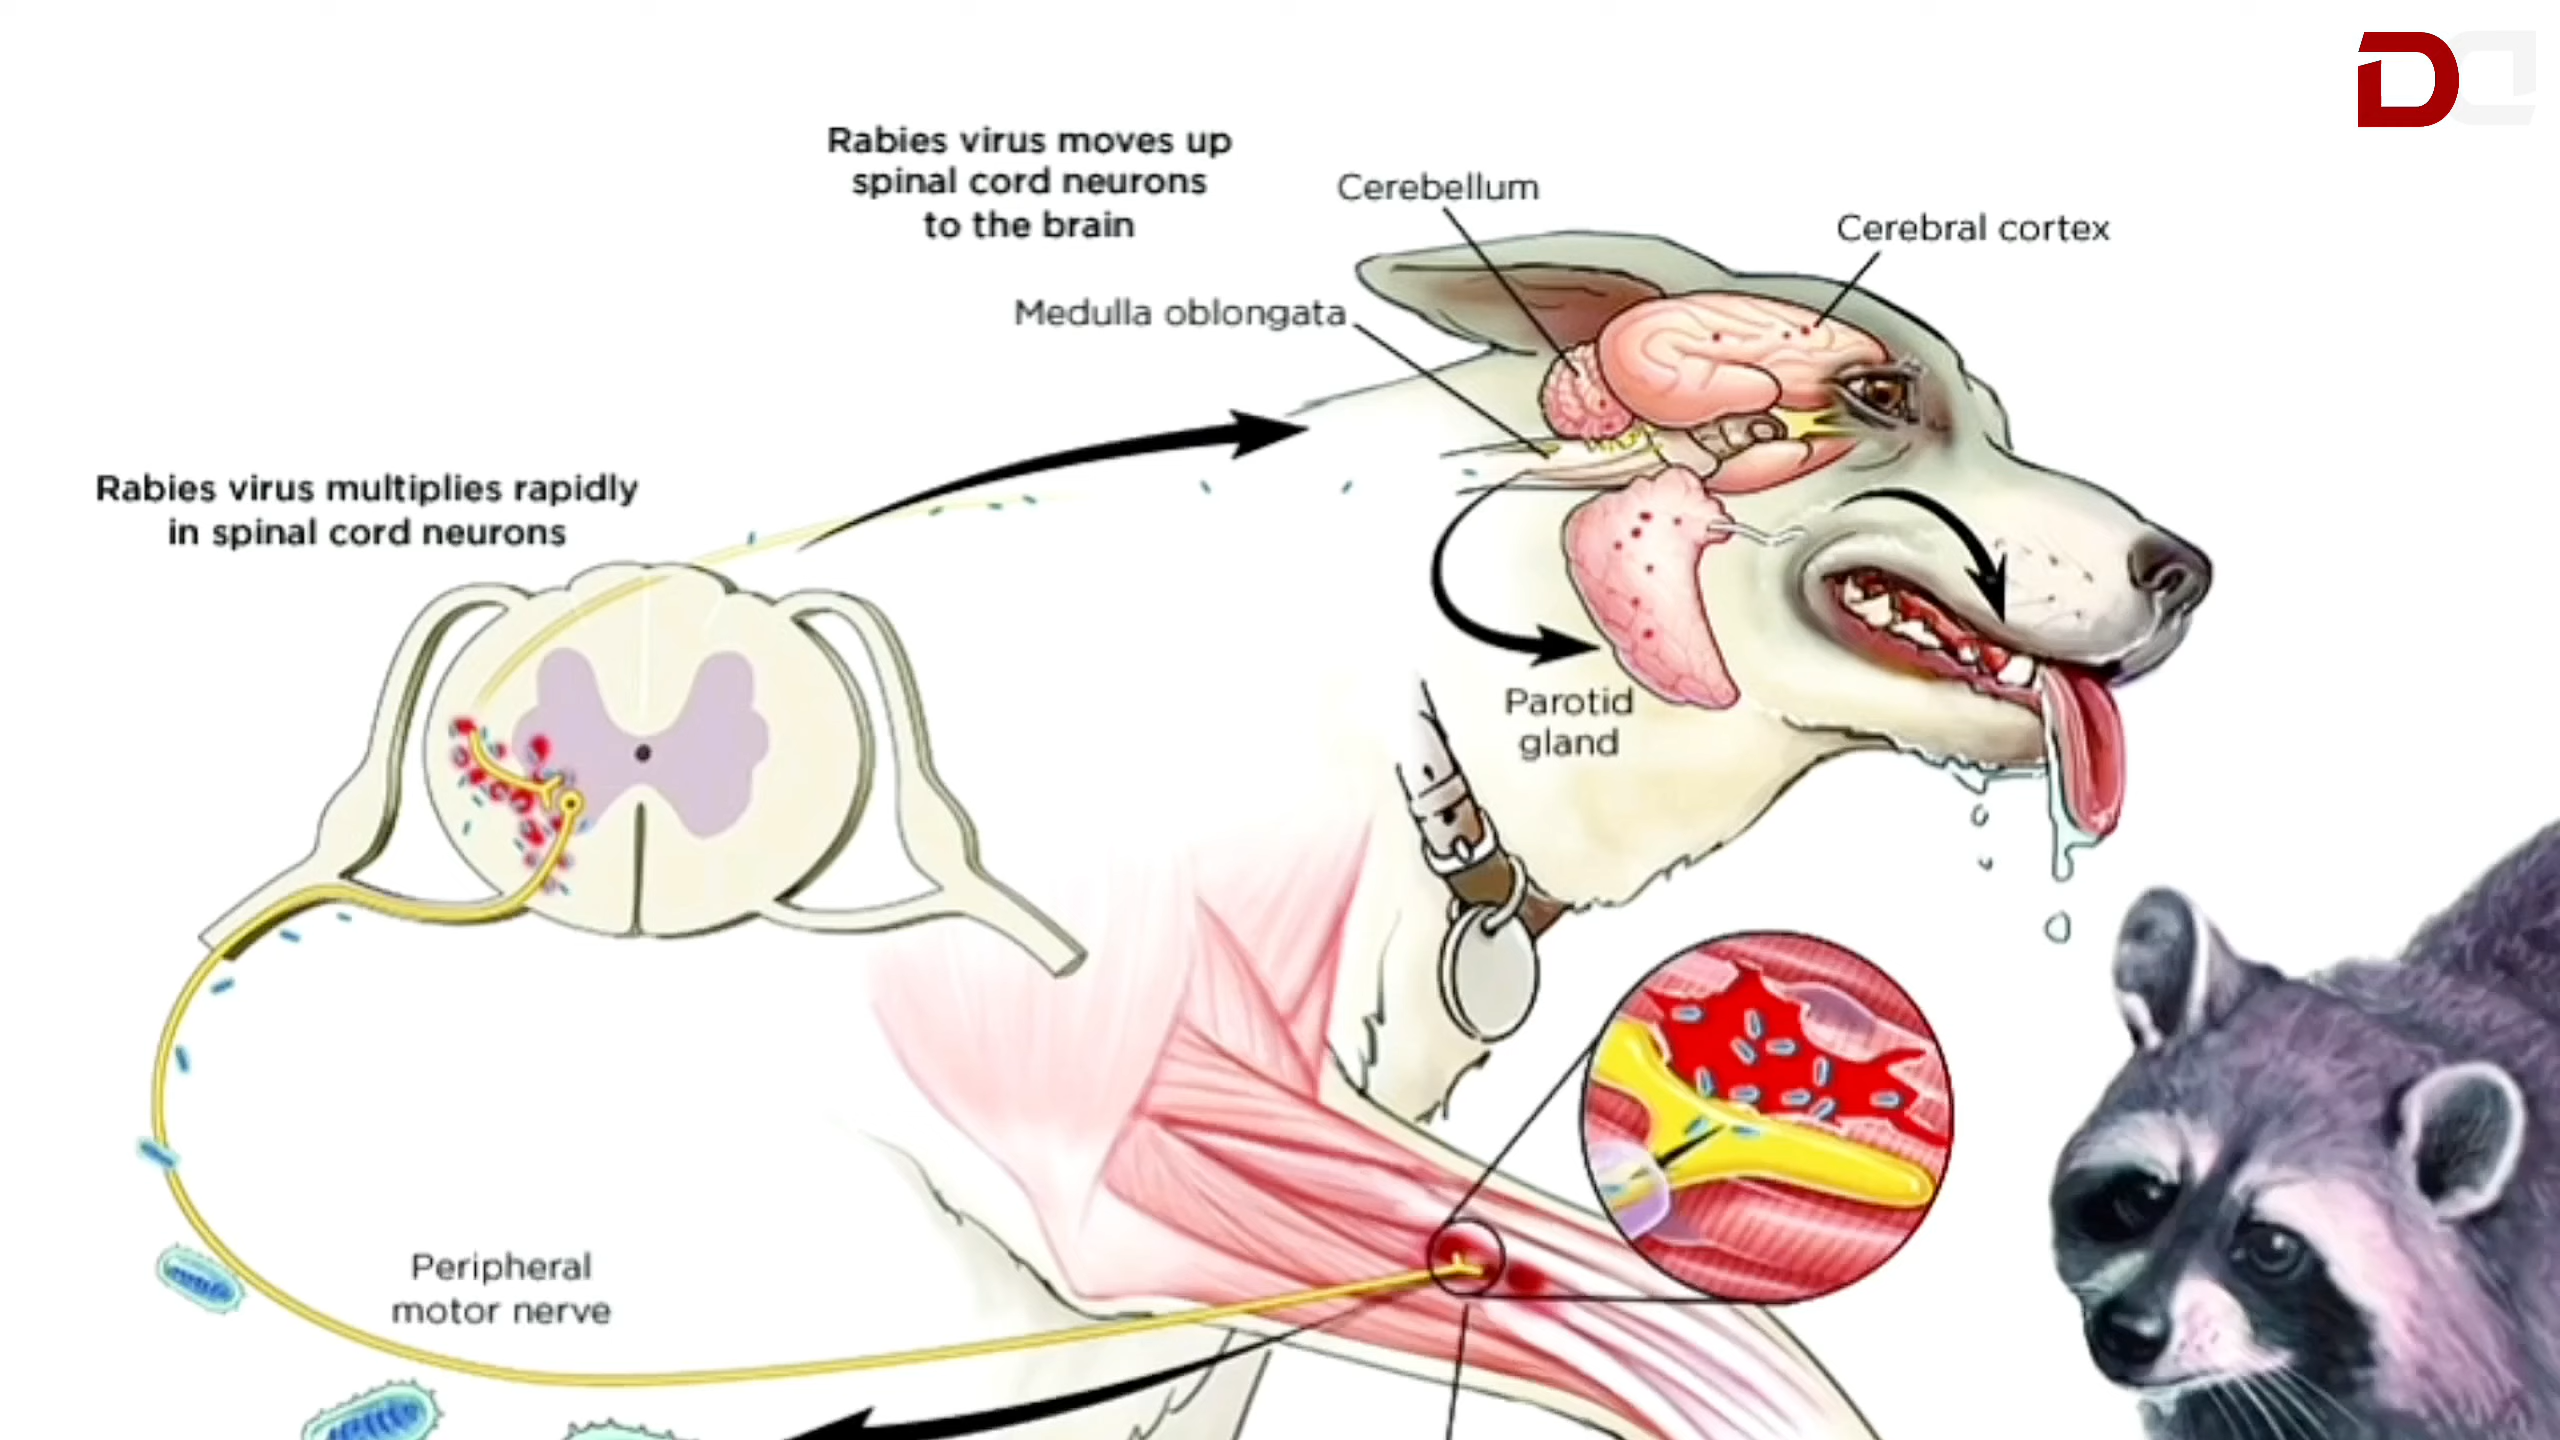 DC
Rabies virus moves up
spinal cord neurons
to the brain
Cerebellum
Cerebral cortex
Medulla oblongata
Rabies virus multiplies rapidly
in spinal cord neurons
Parotid
gland
Peripheral
motor nerve